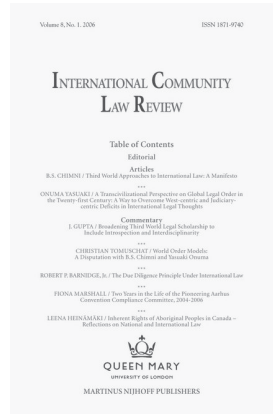 Volume 8, No. 1. 2006 ISSN 1871-9740
INTERNATIONAL COMMUNITY
LAW REVIEW
Table of Contents
Editorial
Articles
B.S. CHIMNI / Third World Approaches to International Law: A Manifesto
***
ONUMA YASUAKI / A Transcivilizational Perspective on Global Legal Order in
the Twenty-first Century: A Way to Overcome West-centric and Judiciary-
centric Deficits in International Legal Thoughts
Commentary
J. GUPTA / Broadening Third World Legal Scholarship to
Include Introspection and Interdisciplinarity
***
CHRISTIAN TOMUSCHAT / World Order Models:
A Disputation with B.S. Chimni and Yasuaki Onuma
***
ROBERT P. BARNIDGE, Jr. / The Due Diligence Principle Under International Law
***
FIONA MARSHALL / Two Years in the Life of the Pioneering Aarhus
Convention Compliance Committee, 2004-2006
***
LEENA HEINÄMÄKI / Inherent Rights of Aboriginal Peoples in Canada –
Reflections on National and International Law
QUEEN MARY
UNIVERSITY OF LONDON
MARTINUS NIJHOFF PUBLISHERS